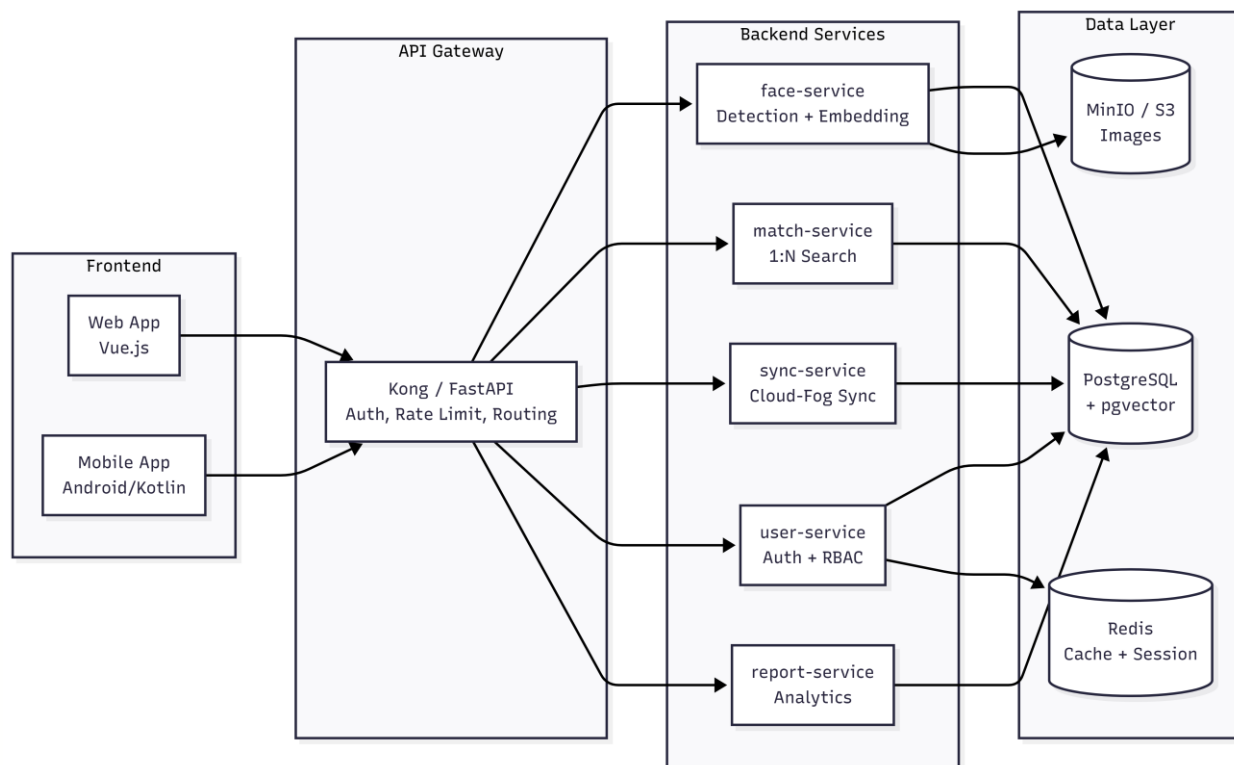 Frontend
Web App
Vue.js
Mobile App
Android/Kotlin
API Gateway
Kong / FastAPI
Auth, Rate Limit, Routing
Backend Services
face-service
Detection + Embedding
match-service
1:N Search
sync-service
Cloud-Fog Sync
user-service
Auth + RBAC
report-service
Analytics
Data Layer
MinIO / S3
Images
PostgreSQL
+ pgvector
Redis
Cache + Session